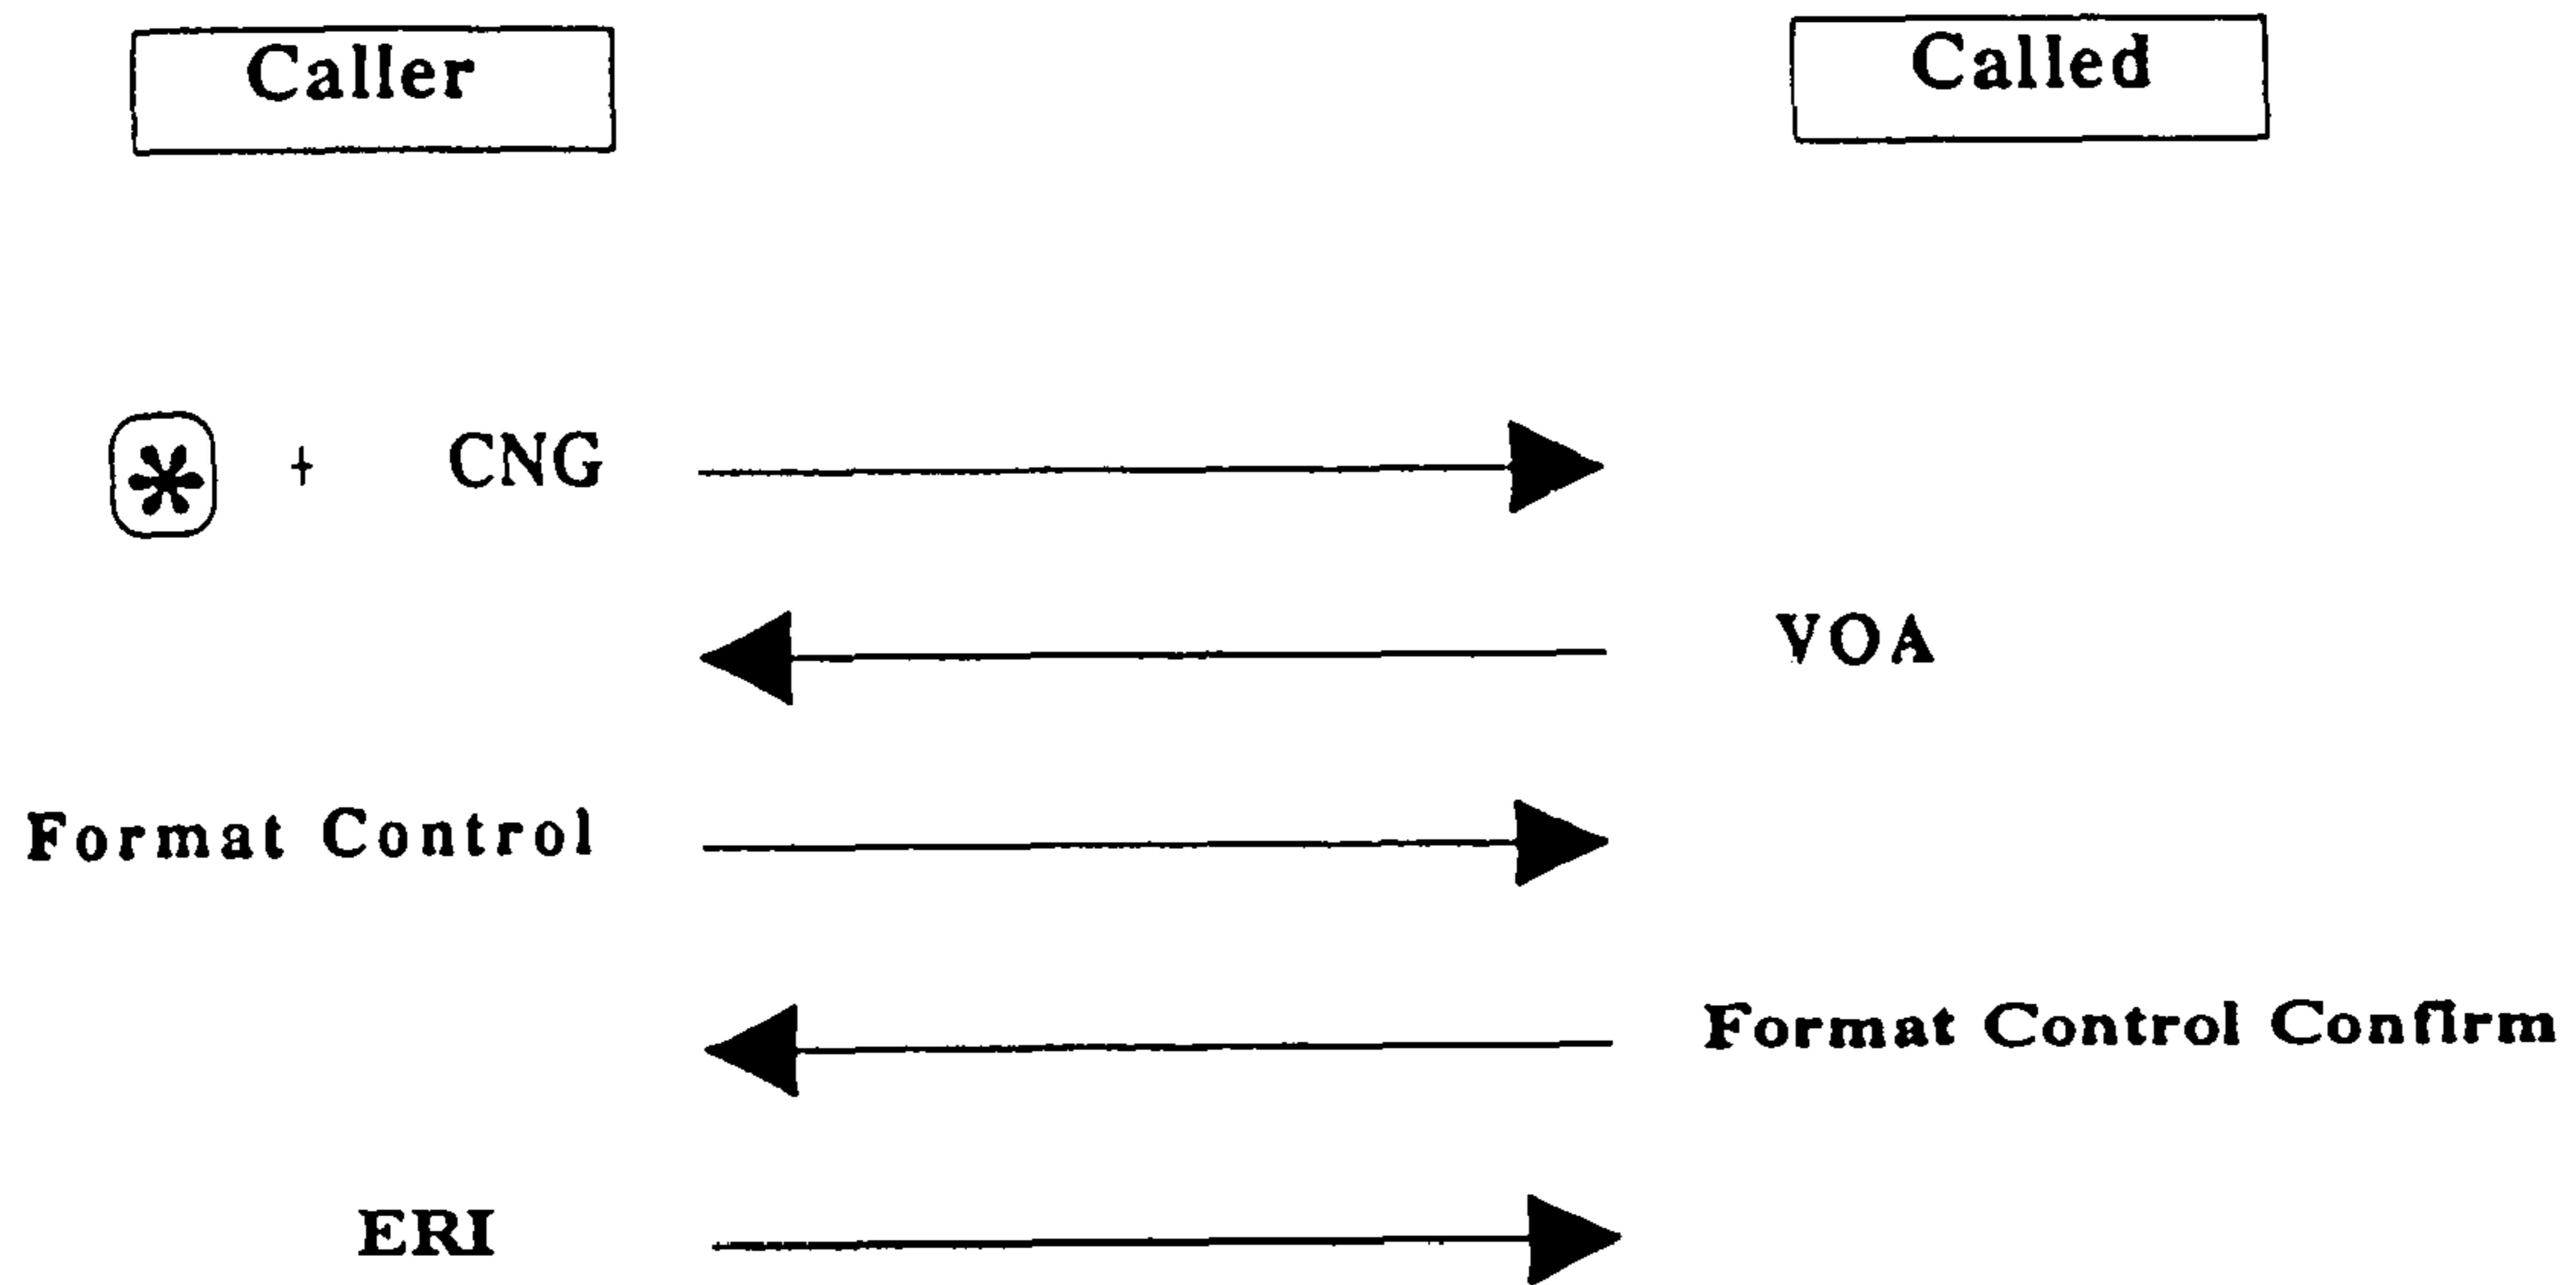 Caller
Called
* + CNG
VOA
Format Control
Format Control Confirm
ERI